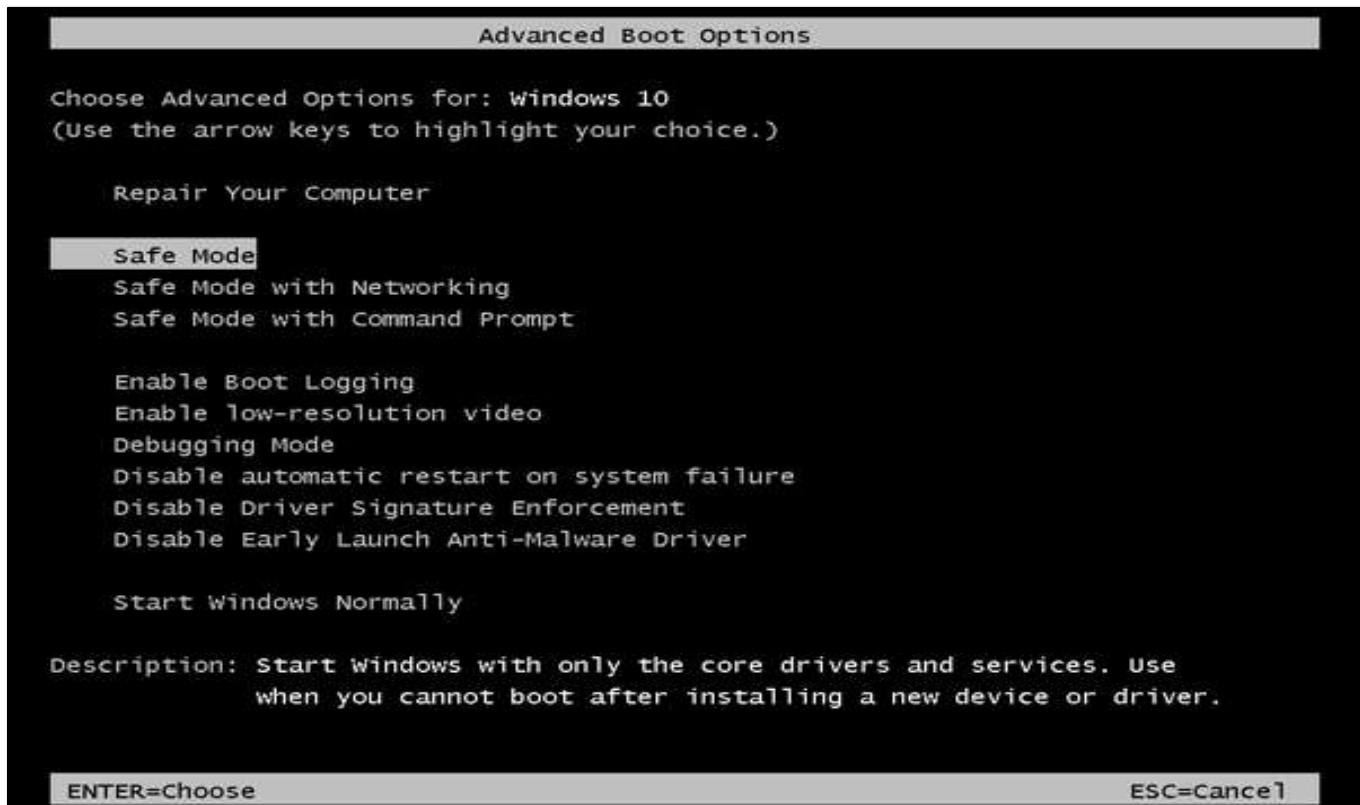 Advanced Boot Options
Choose Advanced Options for: Windows 10
(Use the arrow keys to highlight your choice.)
Repair Your Computer
Safe Mode
Safe Mode with Networking
Safe Mode with Command Prompt
Enable Boot Logging
Enable low-resolution video
Debugging Mode
Disable automatic restart on system failure
Disable Driver Signature Enforcement
Disable Early Launch Anti-Malware Driver
Start Windows Normally
Description: Start Windows with only the core drivers and services. Use
when you cannot boot after installing a new device or driver.
ENTER=Choose ESC=Cancel